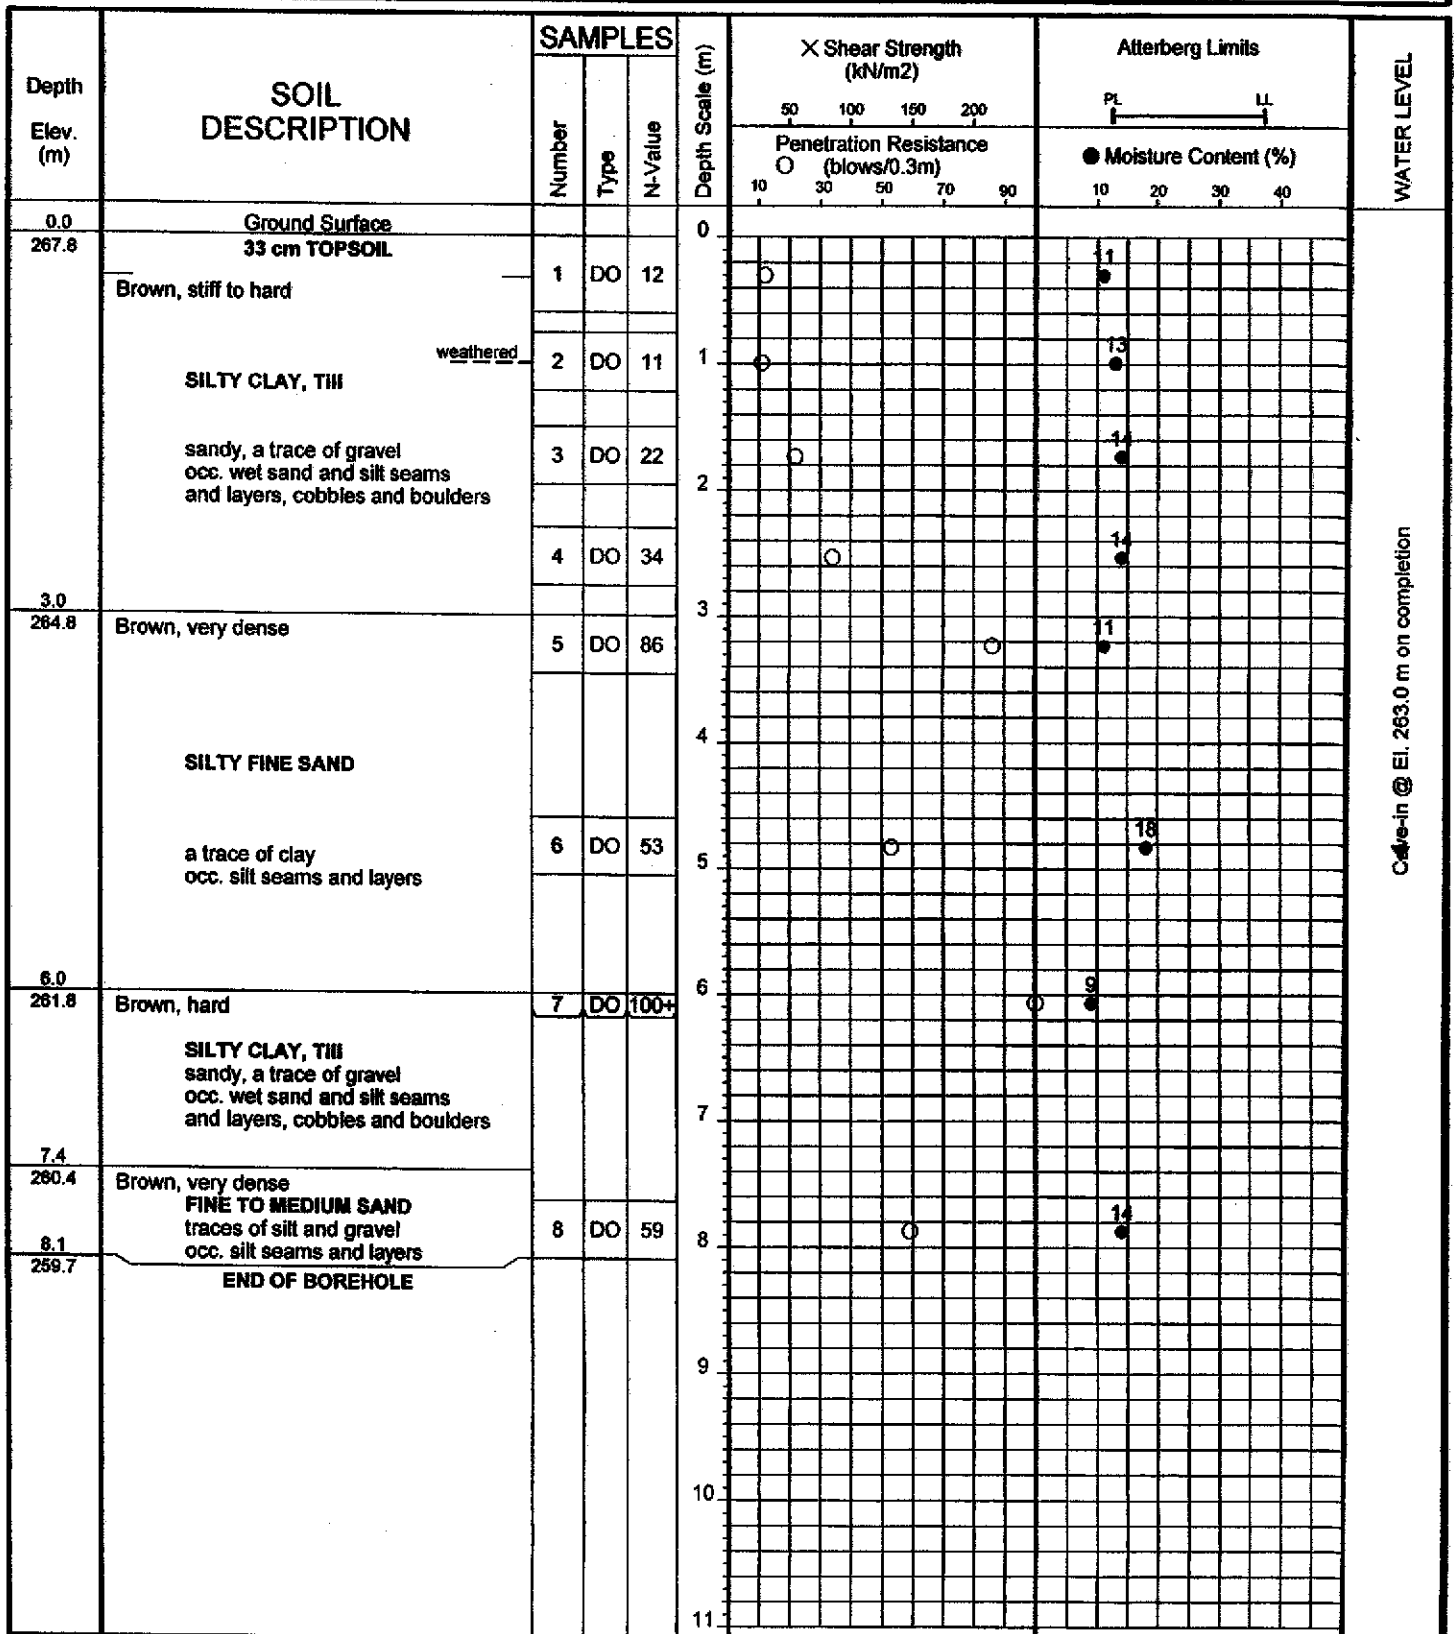 Depth
Elev.
(m)
SOIL
DESCRIPTION
SAMPLES
Number
Type
N-Value
Depth Scale (m)
× Shear Strength
(kN/m2)
50 100 150 200
Penetration Resistance
○ (blows/0.3m)
10 30 50 70 90
Atterberg Limits
PL LL
● Moisture Content (%)
10 20 30 40
WATER LEVEL
0.0 Ground Surface
267.8 33 cm TOPSOIL
0
Brown, stiff to hard
1 DO 12
11
weathered
2 DO 11
1
13
SILTY CLAY, Till
sandy, a trace of gravel
occ. wet sand and silt seams
and layers, cobbles and boulders
3 DO 22
14
2
4 DO 34
14
3.0
264.8
3
Brown, very dense
5 DO 86
11
4
SILTY FINE SAND
a trace of clay
occ. silt seams and layers
6 DO 53
18
5
Cave-in @ El. 263.0 m on completion
6.0
261.8
6
Brown, hard
7 DO 100+
9
SILTY CLAY, Till
sandy, a trace of gravel
occ. wet sand and silt seams
and layers, cobbles and boulders
7
7.4
260.4
Brown, very dense
FINE TO MEDIUM SAND
traces of silt and gravel
occ. silt seams and layers
8 DO 59
14
8
8.1
259.7
END OF BOREHOLE
9
10
11